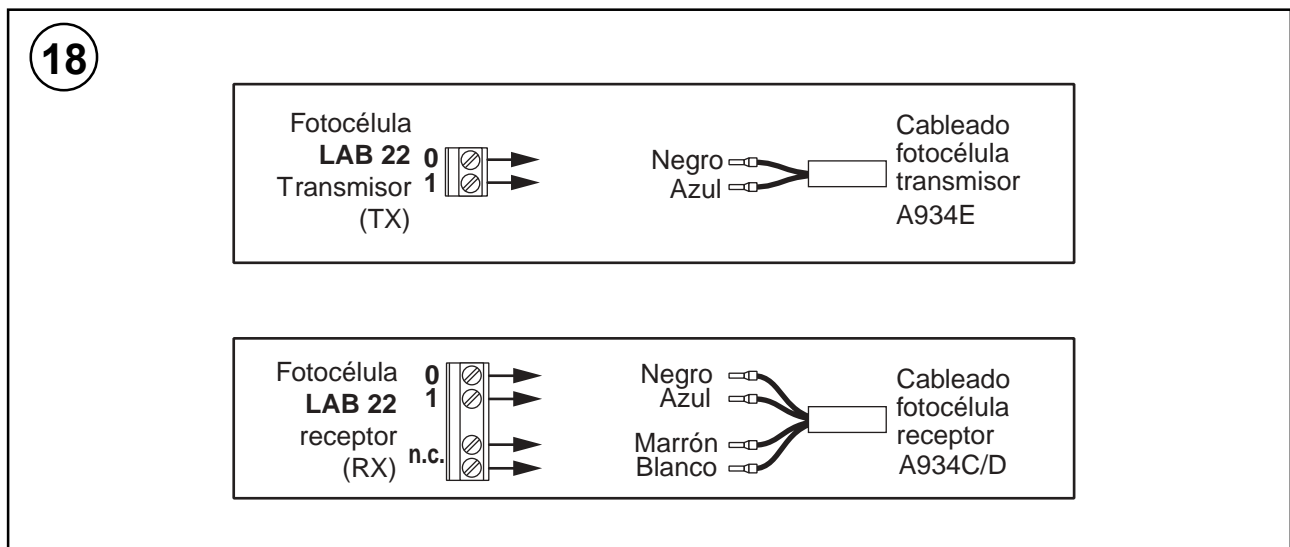 18
Fotocélula
LAB 22
Transmisor
(TX)
0
1
Negro
Azul
Cableado
fotocélula
transmisor
A934E
Fotocélula
LAB 22
receptor
(RX)
0
1
n.c.
Negro
Azul
Marrón
Blanco
Cableado
fotocélula
receptor
A934C/D